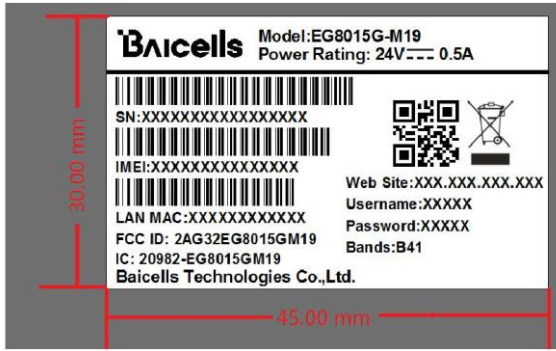 Baicells
Model:EG8015G-M19
Power Rating: 24V⎓ 0.5A
SN:XXXXXXXXXXXXXXXXX
IMEI:XXXXXXXXXXXXXXX
LAN MAC:XXXXXXXXXXXX
FCC ID: 2AG32EG8015GM19
IC: 20982-EG8015GM19
Baicells Technologies Co.,Ltd.
Web Site:XXX.XXX.XXX.XXX
Username:XXXXX
Password:XXXXX
Bands:B41
30.00 mm
45.00 mm